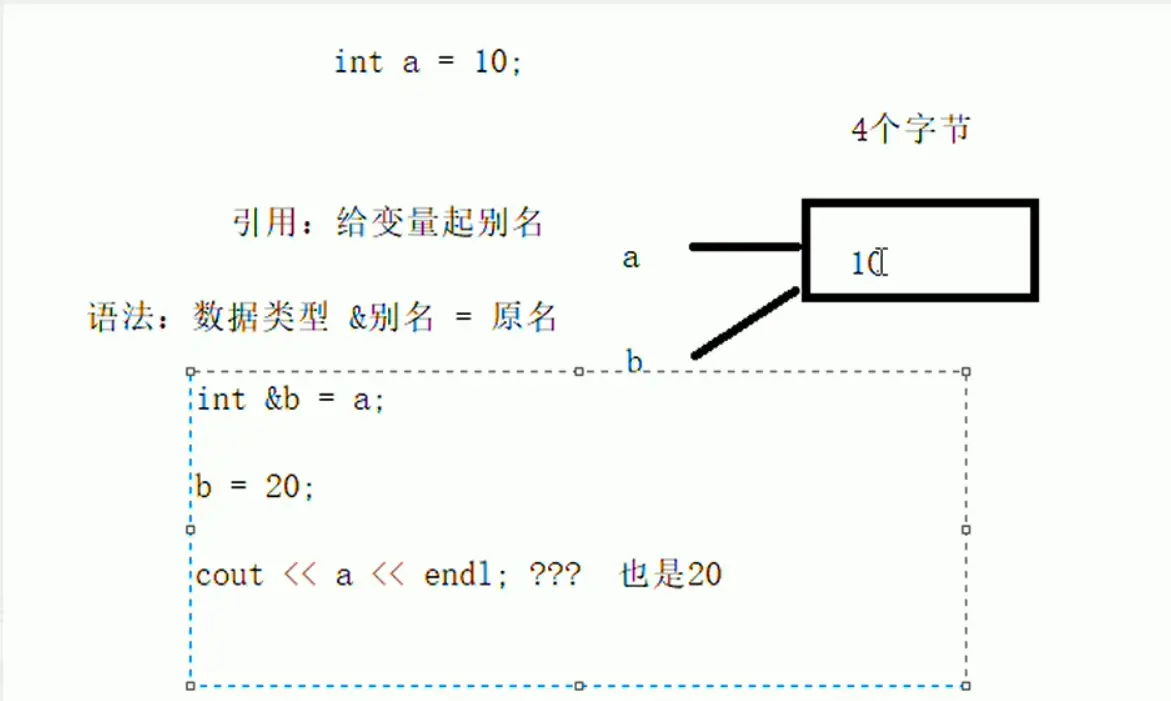 int a = 10;
4个字节
引用：给变量起别名
a
10
语法：数据类型 &别名 = 原名
b
int &b = a;
b = 20;
cout << a << endl; ??? 也是20